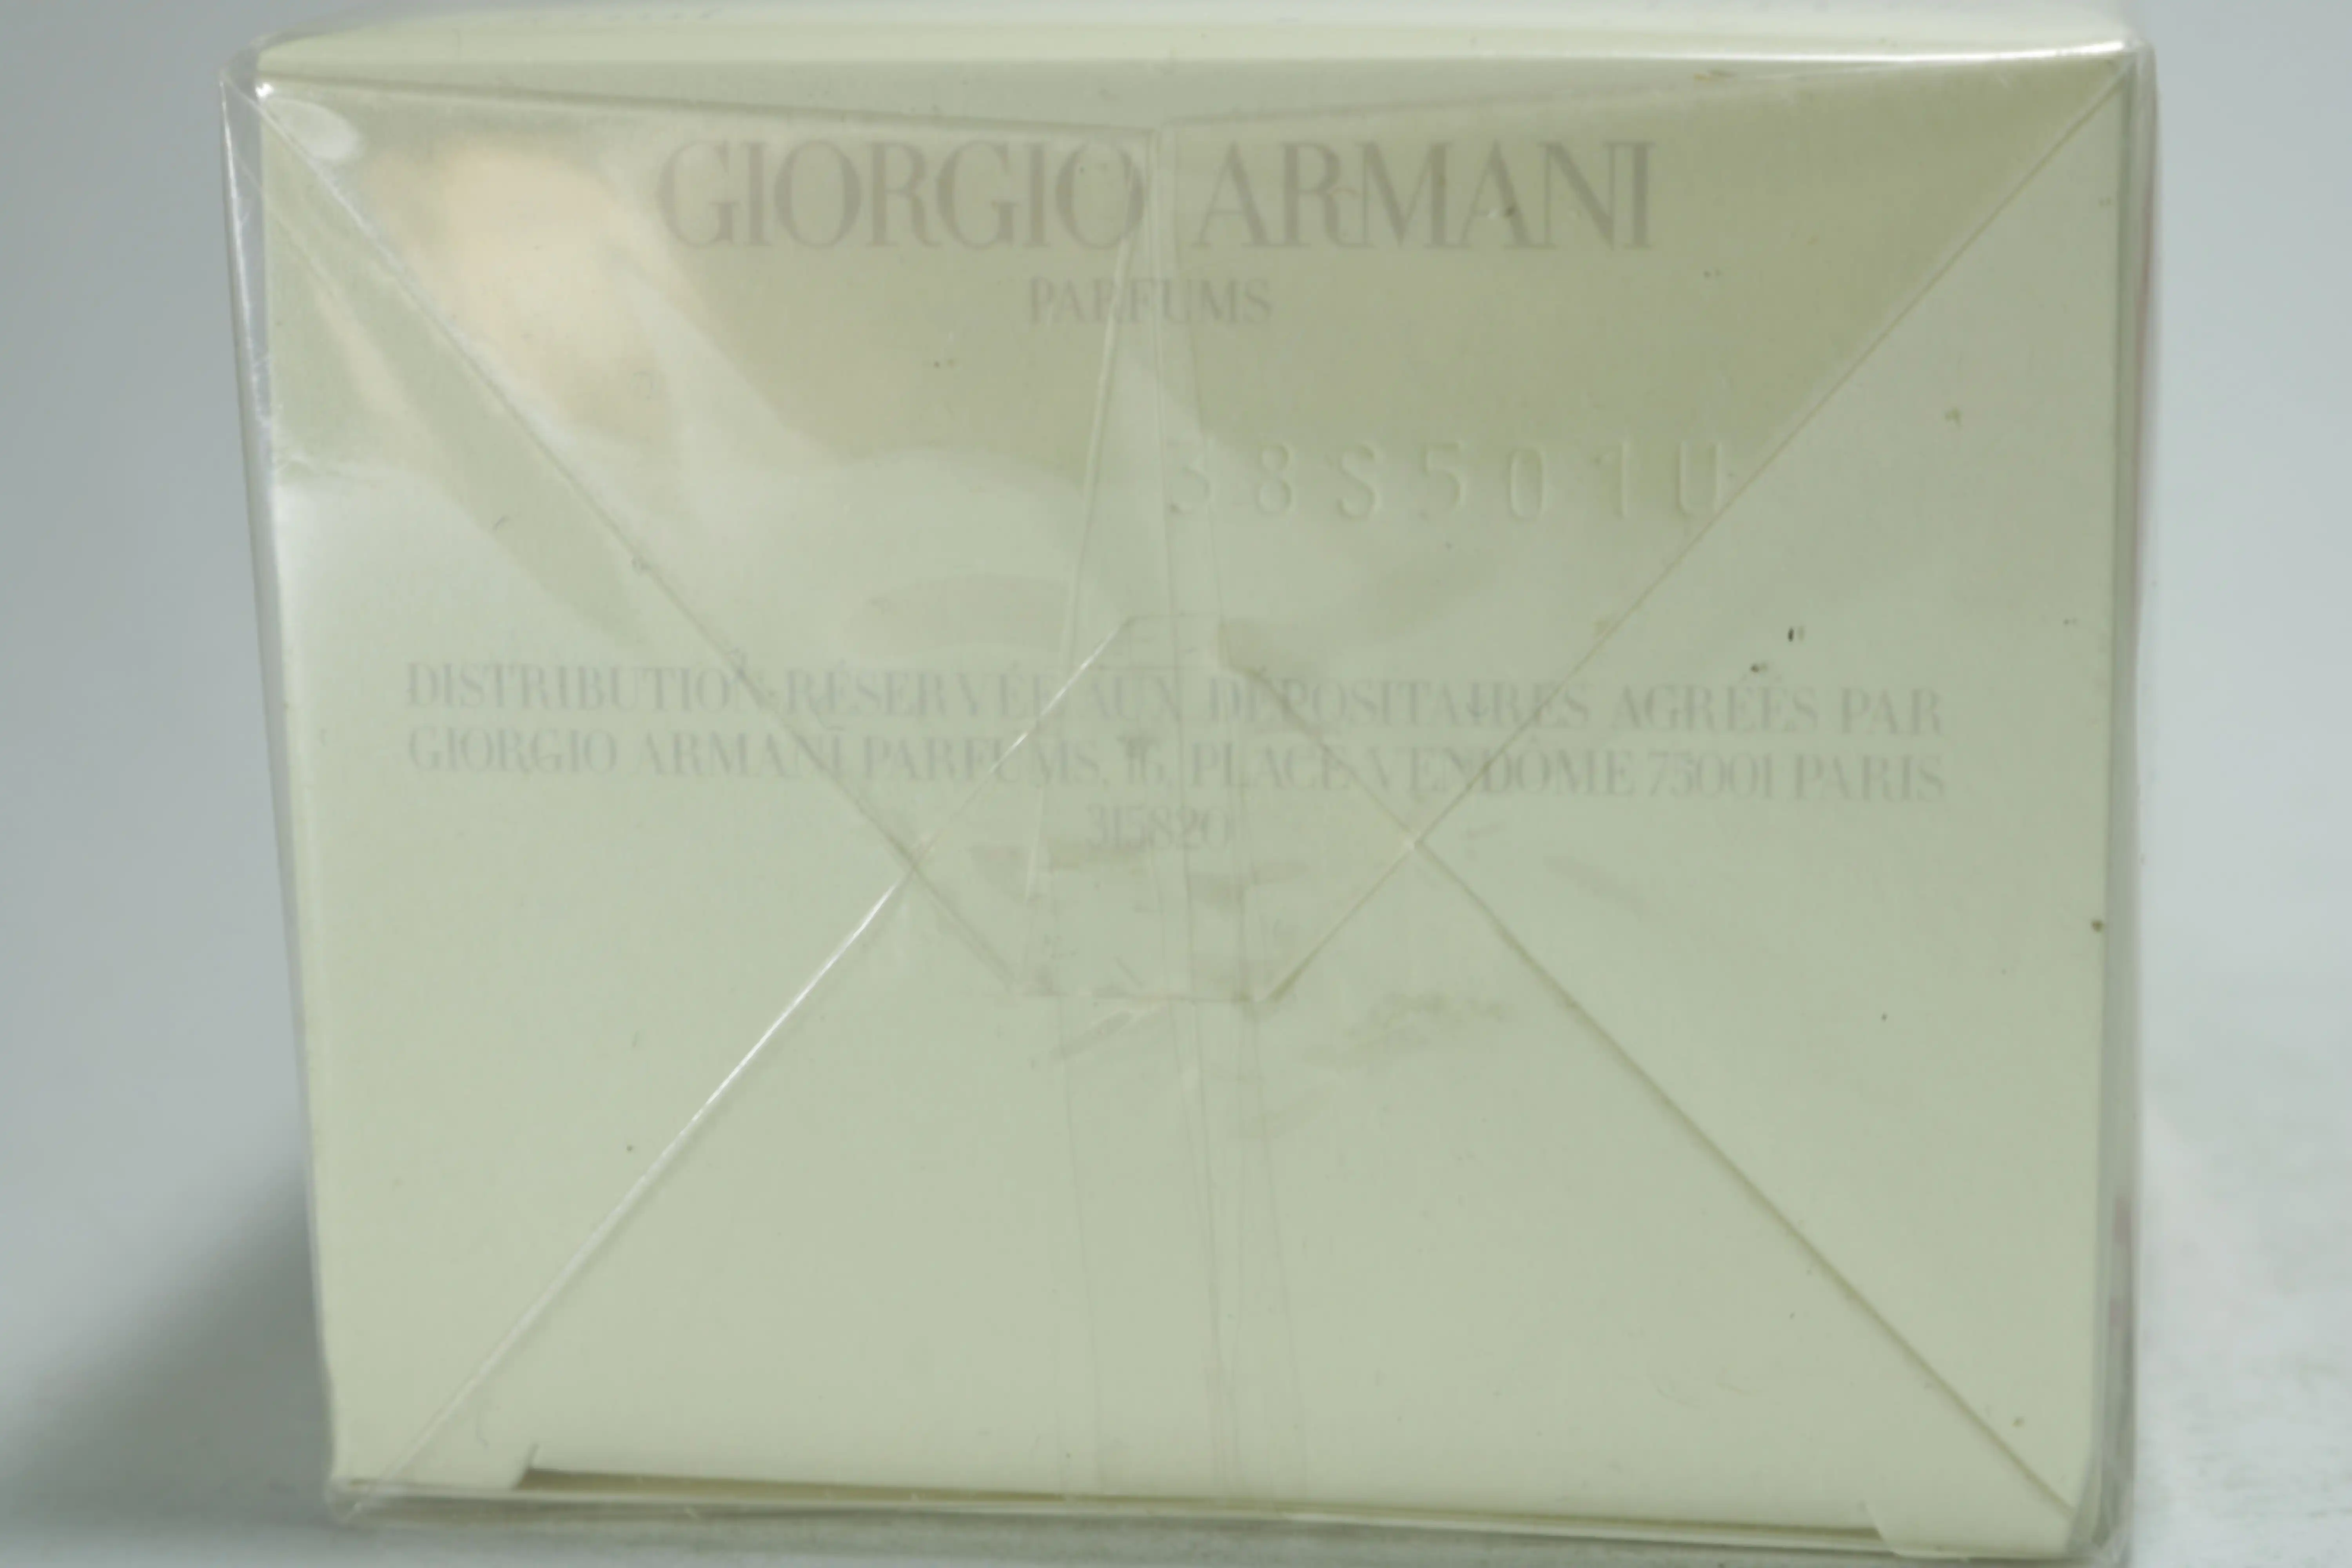 GIORGIO ARMANI
PARFUMS
38S501U
DISTRIBUTION RÉSERVÉE AUX DÉPOSITAIRES AGRÉÉS PAR
GIORGIO ARMANI PARFUMS, 16, PLACE VENDÔME 75001 PARIS
315820